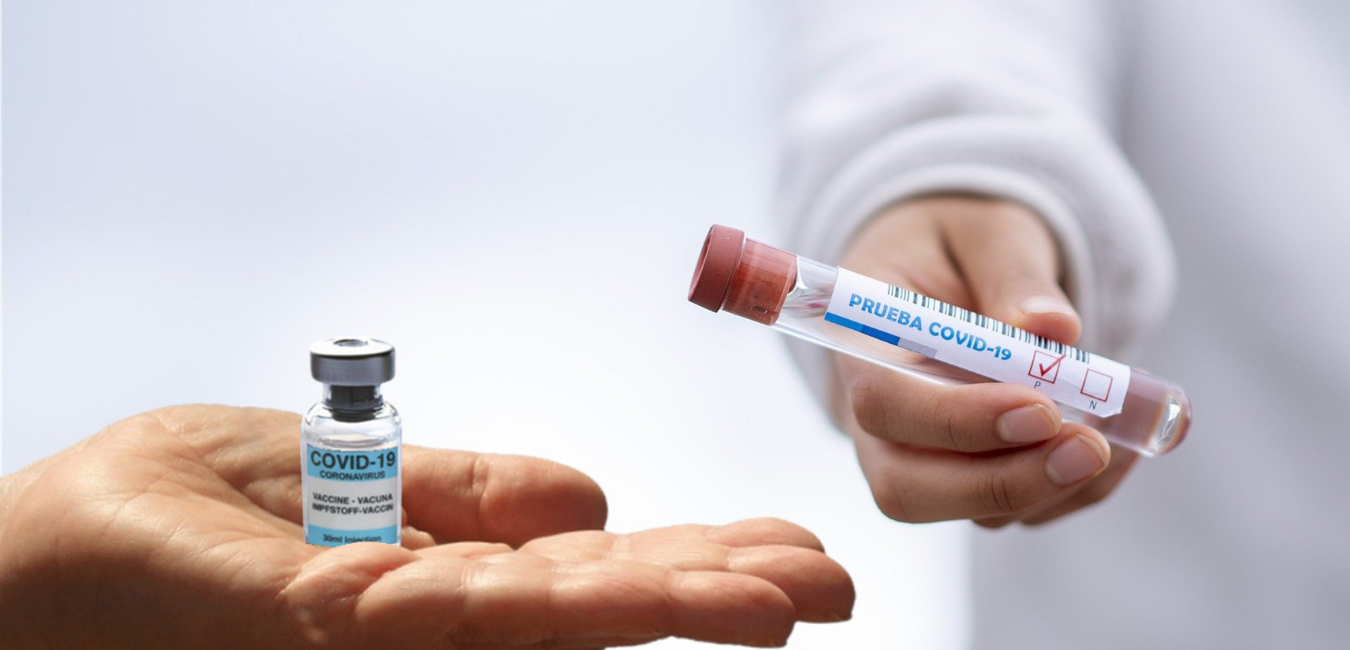 COVID-19
CORONAVIRUS
VACCINE - VACUNA
IMPFSTOFF-VACCIN
30ml Injection
PRUEBA COVID-19
P
N